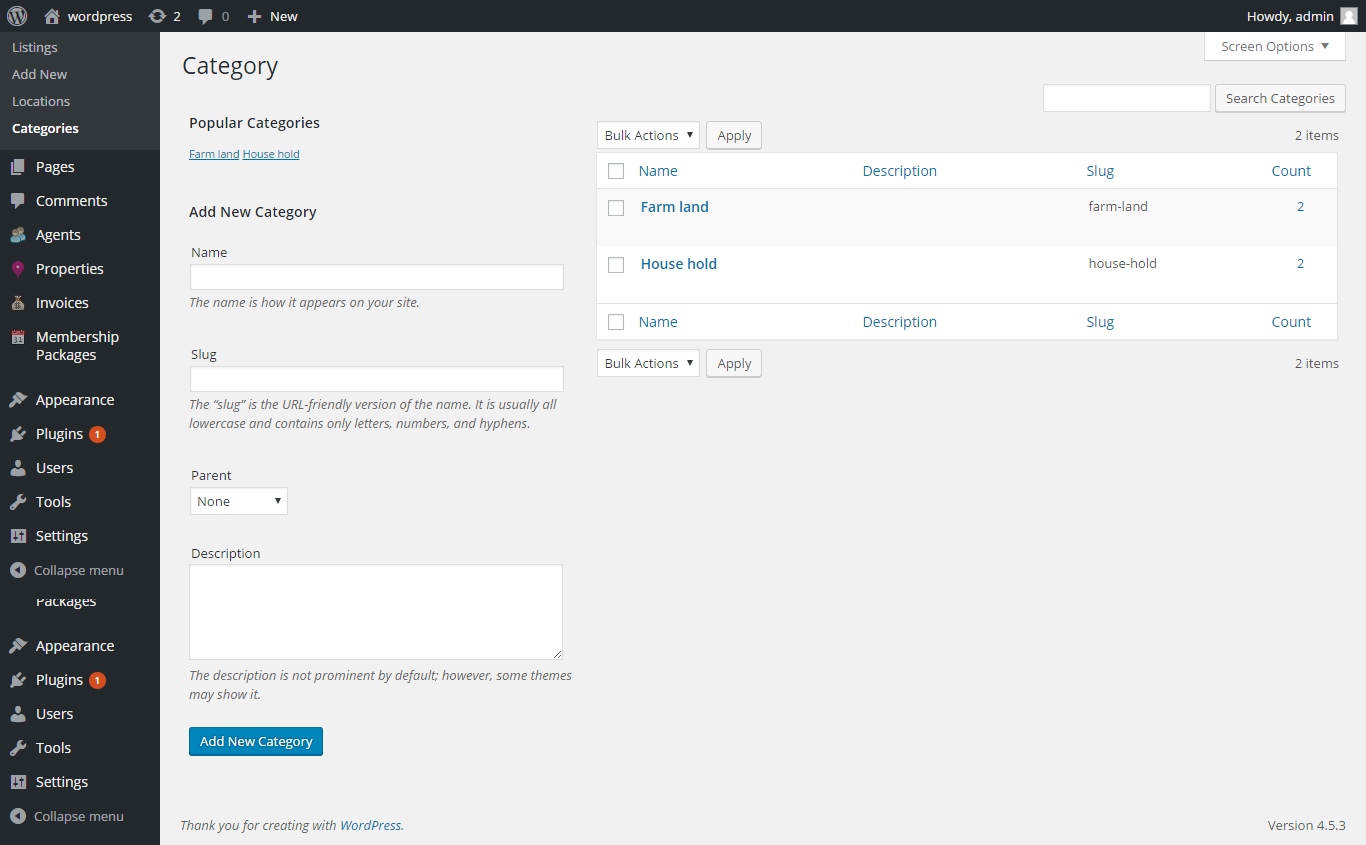 wordpress 2 0 New Howdy, admin
Listings
Add New
Locations
Categories
Pages
Comments
Agents
Properties
Invoices
Membership
Packages
Appearance
Plugins 1
Users
Tools
Settings
Collapse menu
Packages
Appearance
Plugins 1
Users
Tools
Settings
Collapse menu
Screen Options
Category
Search Categories
Popular Categories
Farm land House hold
Add New Category
Name
The name is how it appears on your site.
Slug
The “slug” is the URL-friendly version of the name. It is usually all
lowercase and contains only letters, numbers, and hyphens.
Parent
None
Description
The description is not prominent by default; however, some themes
may show it.
Add New Category
Bulk Actions Apply 2 items
Name Description Slug Count
Farm land farm-land 2
House hold house-hold 2
Name Description Slug Count
Bulk Actions Apply 2 items
Thank you for creating with WordPress. Version 4.5.3